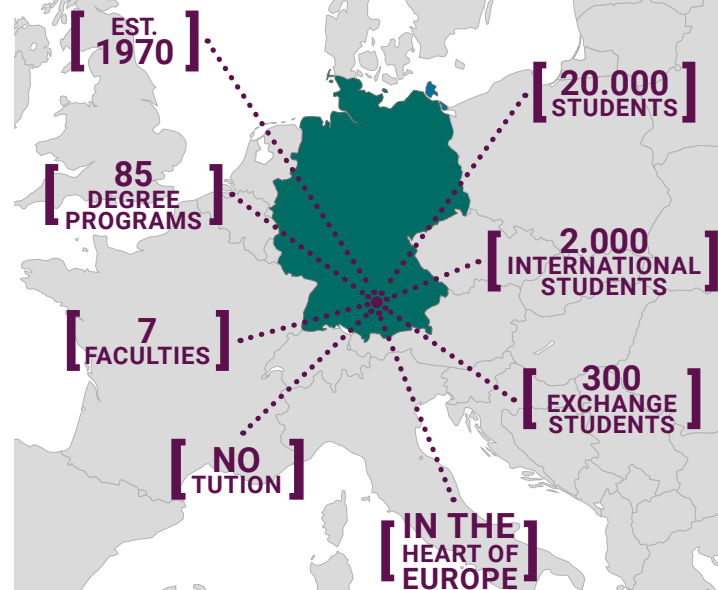 EST.
1970
20.000
STUDENTS
85
DEGREE
PROGRAMS
2.000
INTERNATIONAL
STUDENTS
7
FACULTIES
300
EXCHANGE
STUDENTS
NO
TUTION
IN THE
HEART OF
EUROPE